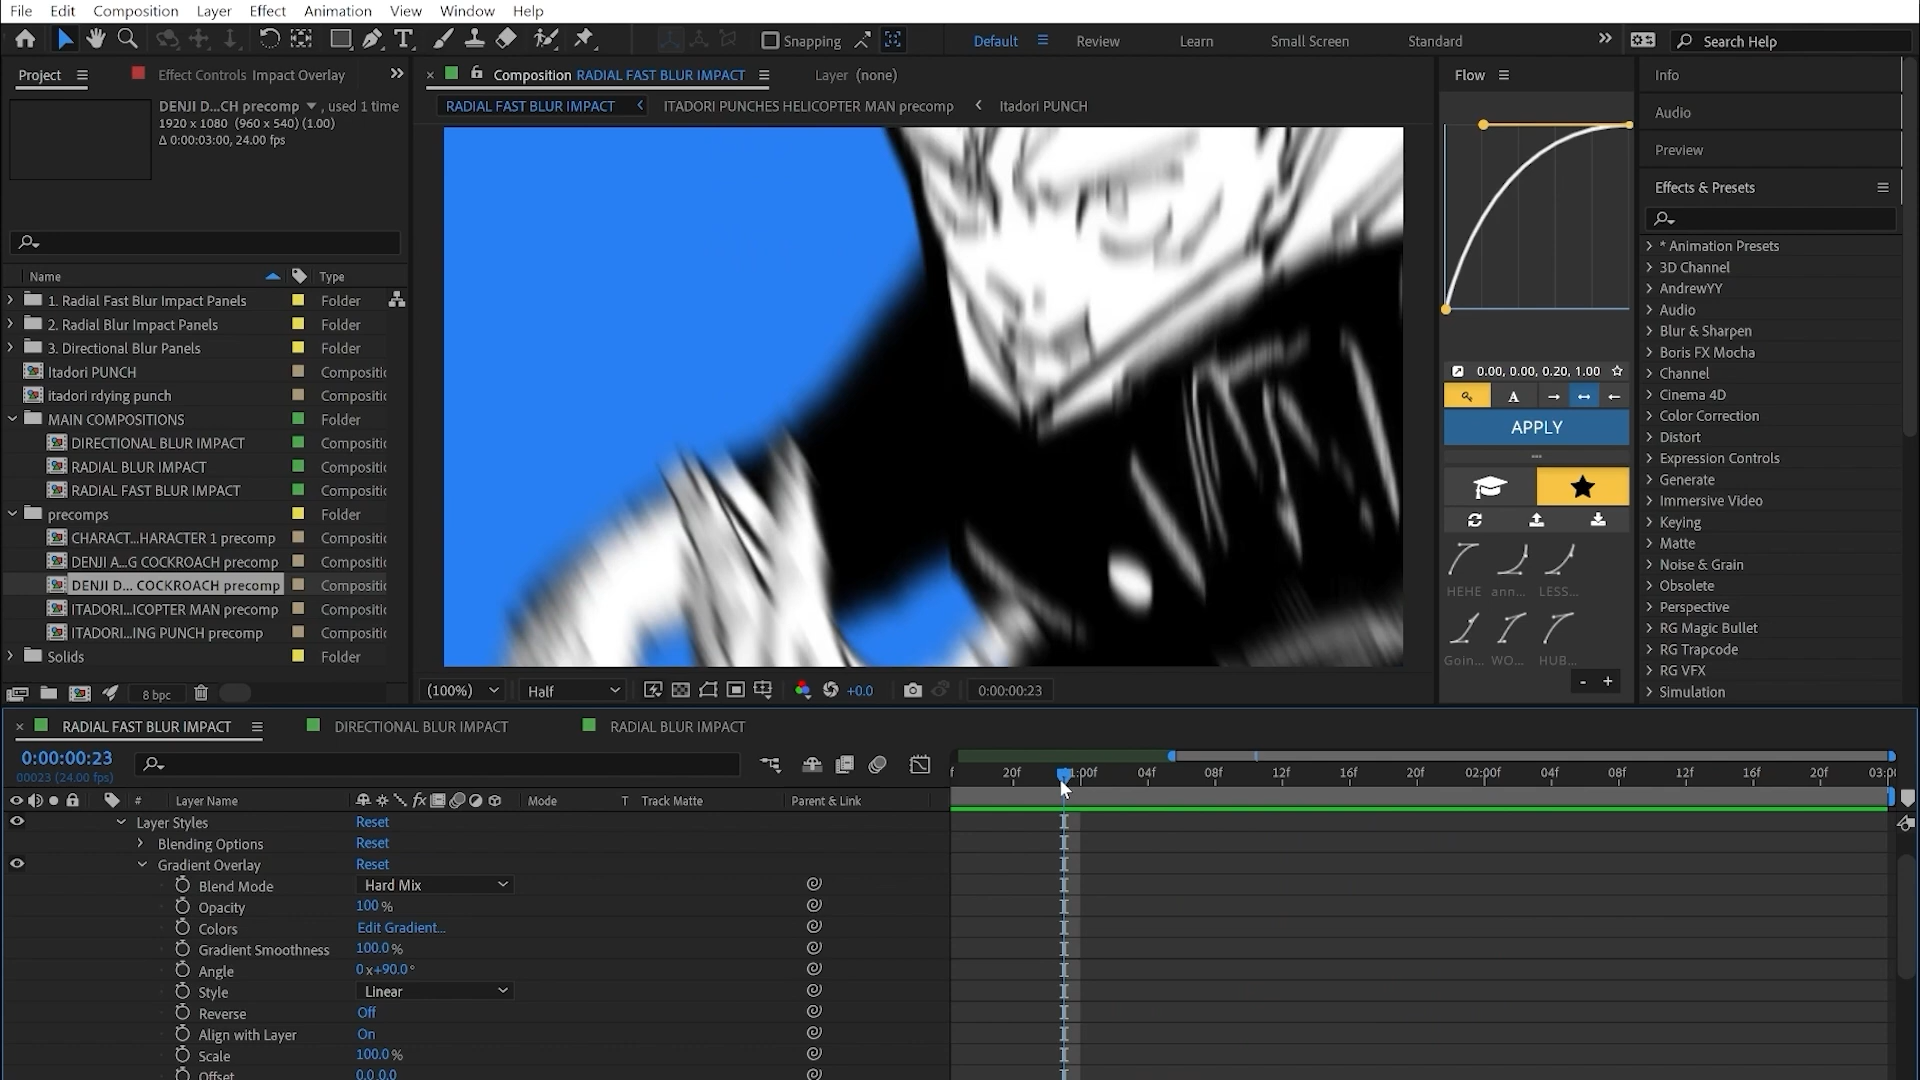 File Edit Composition Layer Effect Animation View Window Help
Snapping
Default Review Learn Small Screen Standard
Search Help
Project
Effect Controls Impact Overlay
DENJI D...CH precomp , used 1 time
1920 x 1080 (960 x 540) (1.00)
Δ 0:00:03:00, 24.00 fps
Name Type
1. Radial Fast Blur Impact Panels Folder
2. Radial Blur Impact Panels Folder
3. Directional Blur Panels Folder
Itadori PUNCH Compositic
itadori rdying punch Compositic
MAIN COMPOSITIONS Folder
DIRECTIONAL BLUR IMPACT Compositic
RADIAL BLUR IMPACT Compositic
RADIAL FAST BLUR IMPACT Compositic
precomps Folder
CHARACT...HARACTER 1 precomp Compositic
DENJI A...G COCKROACH precomp Compositic
DENJI D... COCKROACH precomp Compositic
ITADORI...ICOPTER MAN precomp Compositic
ITADORI...ING PUNCH precomp Compositic
Solids Folder
8 bpc
Composition RADIAL FAST BLUR IMPACT
Layer (none)
RADIAL FAST BLUR IMPACT ITADORI PUNCHES HELICOPTER MAN precomp Itadori PUNCH
(100%) Half +0.0 0:00:00:23
Flow
0.00, 0.00, 0.20, 1.00
A
APPLY
HEHE ann... LESS...
Goin... WO... HUB...
- +
Info
Audio
Preview
Effects & Presets
* Animation Presets
3D Channel
AndrewYY
Audio
Blur & Sharpen
Boris FX Mocha
Channel
Cinema 4D
Color Correction
Distort
Expression Controls
Generate
Immersive Video
Keying
Matte
Noise & Grain
Obsolete
Perspective
RG Magic Bullet
RG Trapcode
RG VFX
Simulation
RADIAL FAST BLUR IMPACT DIRECTIONAL BLUR IMPACT RADIAL BLUR IMPACT
0:00:00:23
00023 (24.00 fps)
f 20f 1:00f 04f 08f 12f 16f 20f 02:00f 04f 08f 12f 16f 20f 03:0
# Layer Name fx Mode T Track Matte Parent & Link
Layer Styles Reset
Blending Options Reset
Gradient Overlay Reset
Blend Mode Hard Mix
Opacity 100 %
Colors Edit Gradient...
Gradient Smoothness 100.0 %
Angle 0 x+90.0 °
Style Linear
Reverse Off
Align with Layer On
Scale 100.0 %
Offset 0.0,0.0